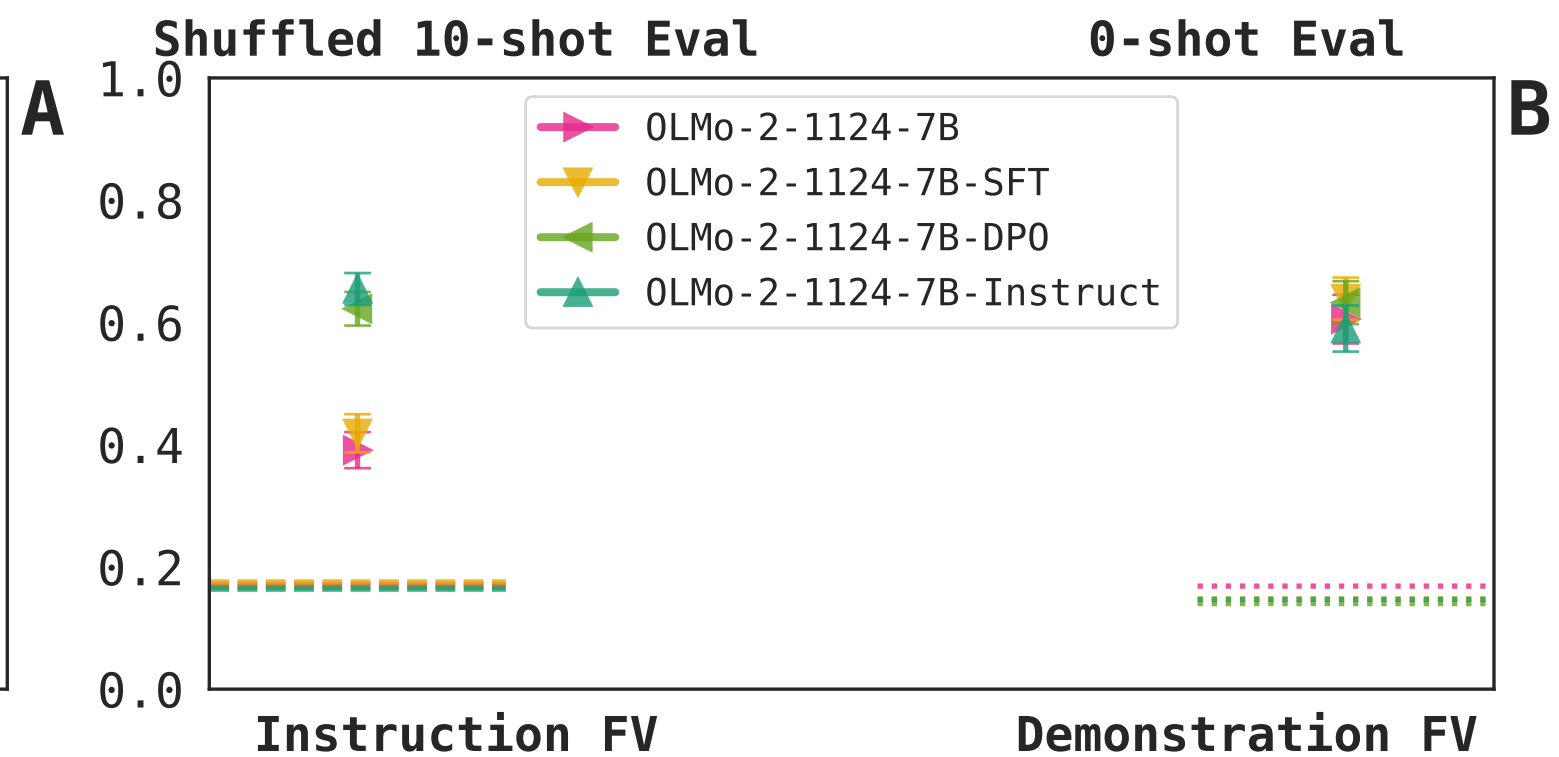 Shuffled 10-shot Eval
0-shot Eval
A
B
1.0
0.8
0.6
0.4
0.2
0.0
OLMo-2-1124-7B
OLMo-2-1124-7B-SFT
OLMo-2-1124-7B-DPO
OLMo-2-1124-7B-Instruct
Instruction FV
Demonstration FV